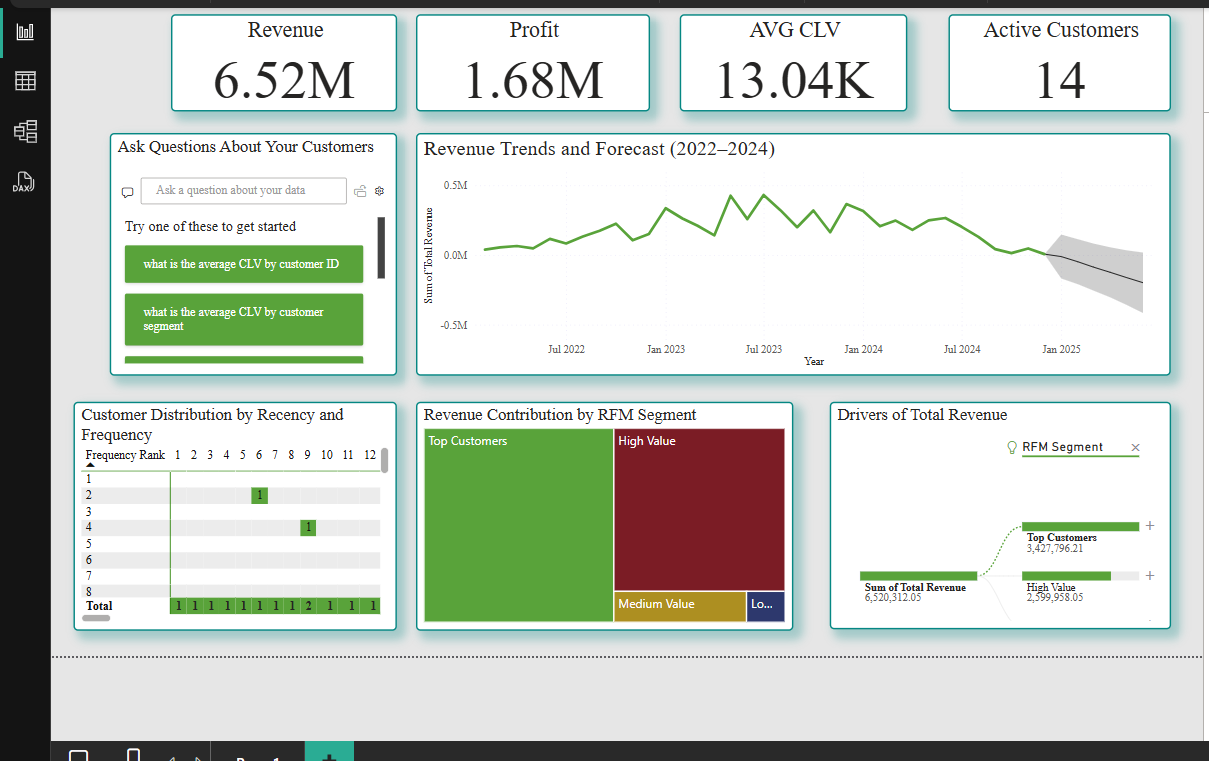 Revenue
6.52M
Profit
1.68M
AVG CLV
13.04K
Active Customers
14
DAX
Ask Questions About Your Customers
Ask a question about your data
Try one of these to get started
what is the average CLV by customer ID
what is the average CLV by customer
segment
Revenue Trends and Forecast (2022–2024)
Sum of Total Revenue
0.5M
0.0M
-0.5M
Jul 2022
Jan 2023
Jul 2023
Jan 2024
Jul 2024
Jan 2025
Year
Customer Distribution by Recency and
Frequency
Frequency Rank 1 2 3 4 5 6 7 8 9 10 11 12
1
2 1
3
4 1
5
6
7
8
Total 1 1 1 1 1 1 1 1 2 1 1 1
Revenue Contribution by RFM Segment
Top Customers
High Value
Medium Value
Lo...
Drivers of Total Revenue
RFM Segment
Top Customers
3,427,796.21
Sum of Total Revenue
6,520,312.05
High Value
2,599,958.05